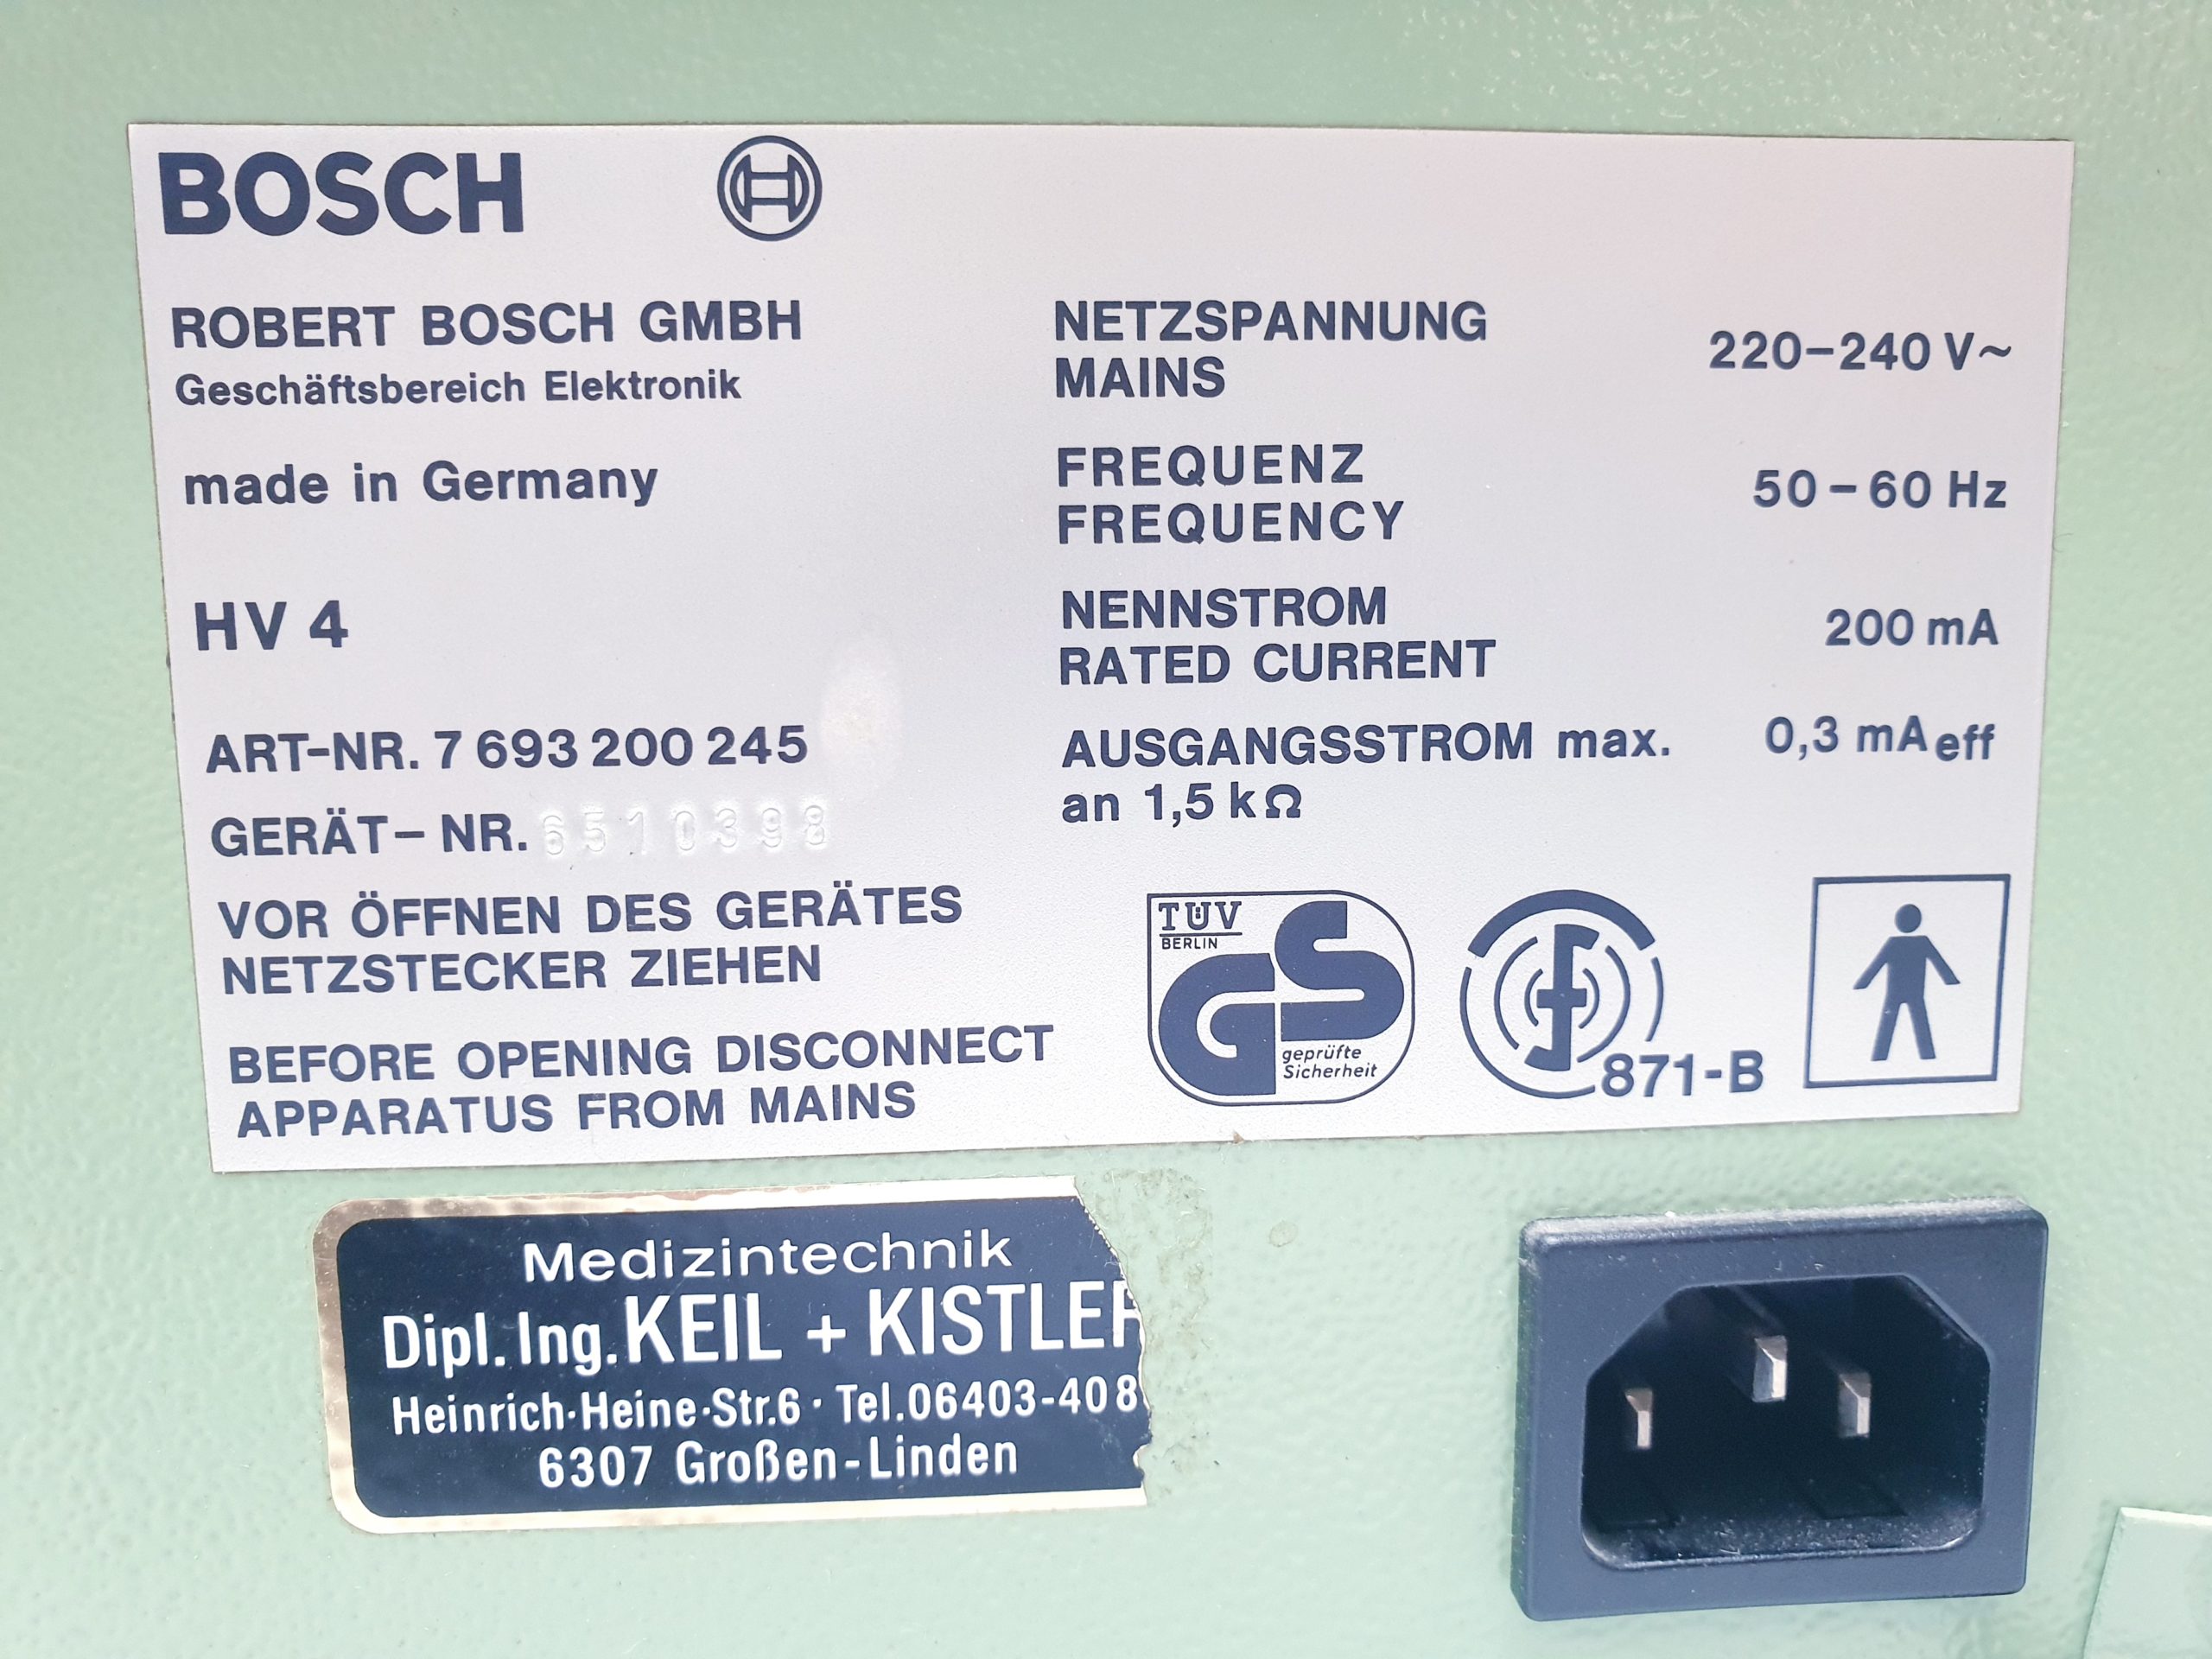 BOSCH
ROBERT BOSCH GMBH
Geschäftsbereich Elektronik
made in Germany
HV 4
ART-NR. 7 693 200 245
GERÄT-NR. 6510398
VOR ÖFFNEN DES GERÄTES
NETZSTECKER ZIEHEN
BEFORE OPENING DISCONNECT
APPARATUS FROM MAINS
NETZSPANNUNG
MAINS
220-240 V~
FREQUENZ
FREQUENCY
50-60 Hz
NENNSTROM
RATED CURRENT
200 mA
AUSGANGSSTROM max. 0,3 mAeff
an 1,5 kΩ
TÜV
BERLIN
GS
geprüfte
Sicherheit
871-B
Medizintechnik
Dipl. Ing. KEIL + KISTLER
Heinrich-Heine-Str.6 · Tel.06403-408
6307 Großen-Linden